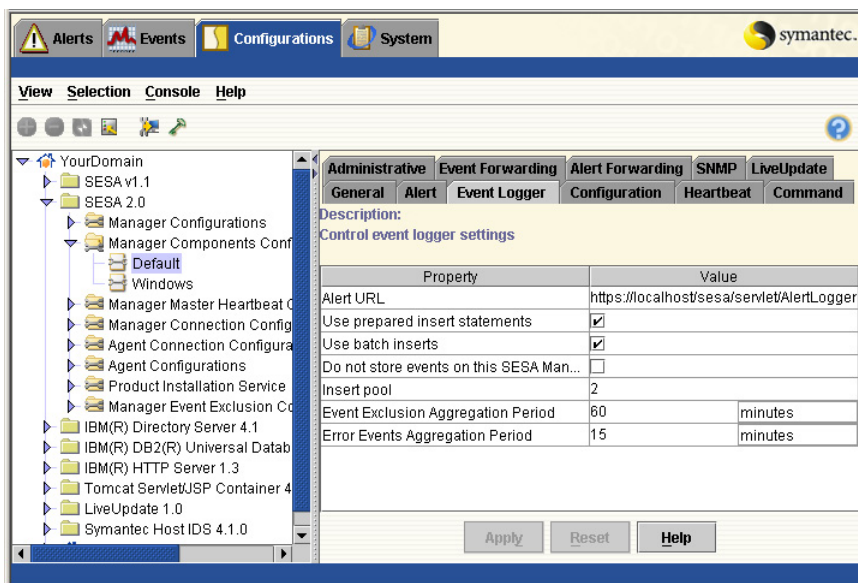 Alerts Events Configurations System
symantec.
View Selection Console Help
YourDomain
SESA v1.1
SESA 2.0
Manager Configurations
Manager Components Conf
Default
Windows
Manager Master Heartbeat C
Manager Connection Config
Agent Connection Configura
Agent Configurations
Product Installation Service
Manager Event Exclusion Co
IBM(R) Directory Server 4.1
IBM(R) DB2(R) Universal Datab
IBM(R) HTTP Server 1.3
Tomcat Servlet/JSP Container 4
LiveUpdate 1.0
Symantec Host IDS 4.1.0
Administrative Event Forwarding Alert Forwarding SNMP LiveUpdate
General Alert Event Logger Configuration Heartbeat Command
Description:
Control event logger settings
Property Value
Alert URL https://localhost/sesa/servlet/AlertLogger
Use prepared insert statements
Use batch inserts
Do not store events on this SESA Man...
Insert pool 2
Event Exclusion Aggregation Period 60 minutes
Error Events Aggregation Period 15 minutes
Apply Reset Help